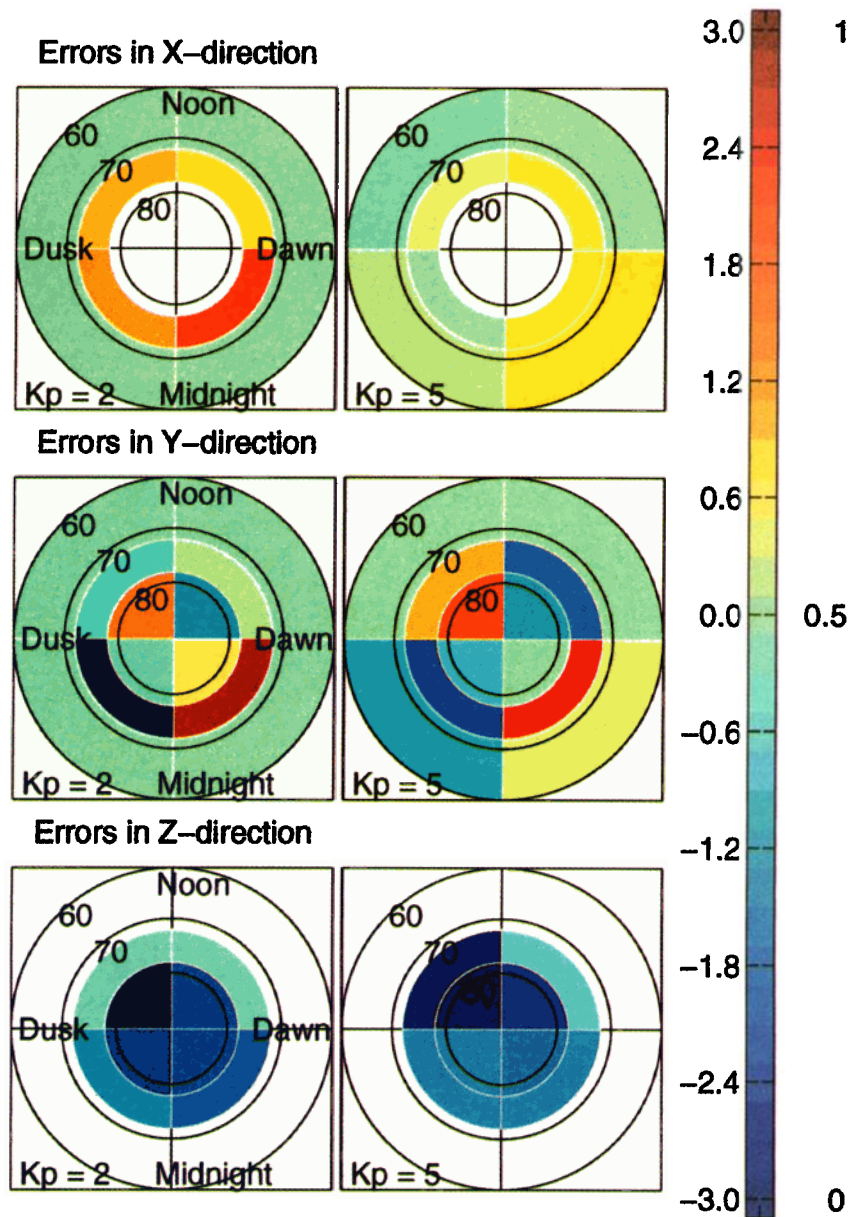 Errors in X–direction
Noon
60
70
80
Dusk
Dawn
Kp = 2
Midnight
60
70
80
Kp = 5
Errors in Y–direction
Noon
60
70
80
Dusk
Dawn
Kp = 2
Midnight
60
70
80
Kp = 5
Errors in Z–direction
Noon
60
70
Dusk
Dawn
Kp = 2
Midnight
60
70
80
Kp = 5
3.0
1
2.4
1.8
1.2
0.6
0.0
0.5
−0.6
−1.2
−1.8
−2.4
−3.0
0